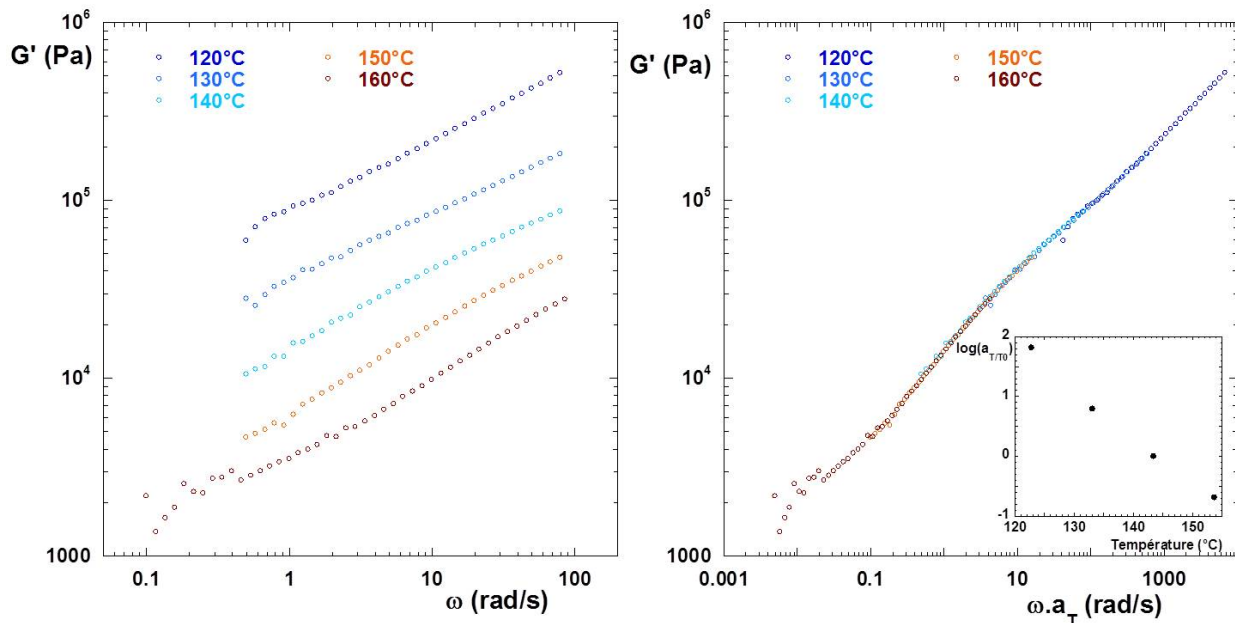 10⁶
G' (Pa)
120°C 150°C
130°C 160°C
140°C
10⁵
10⁴
1000
0.1 1 10 100
ω (rad/s)
10⁶
G' (Pa)
120°C 150°C
130°C 160°C
140°C
10⁵
10⁴
1000
0.001 0.1 10 1000
ω.a_T (rad/s)
2
log(a_T/T0)
1
0
-1
120 130 140 150
Température (°C)